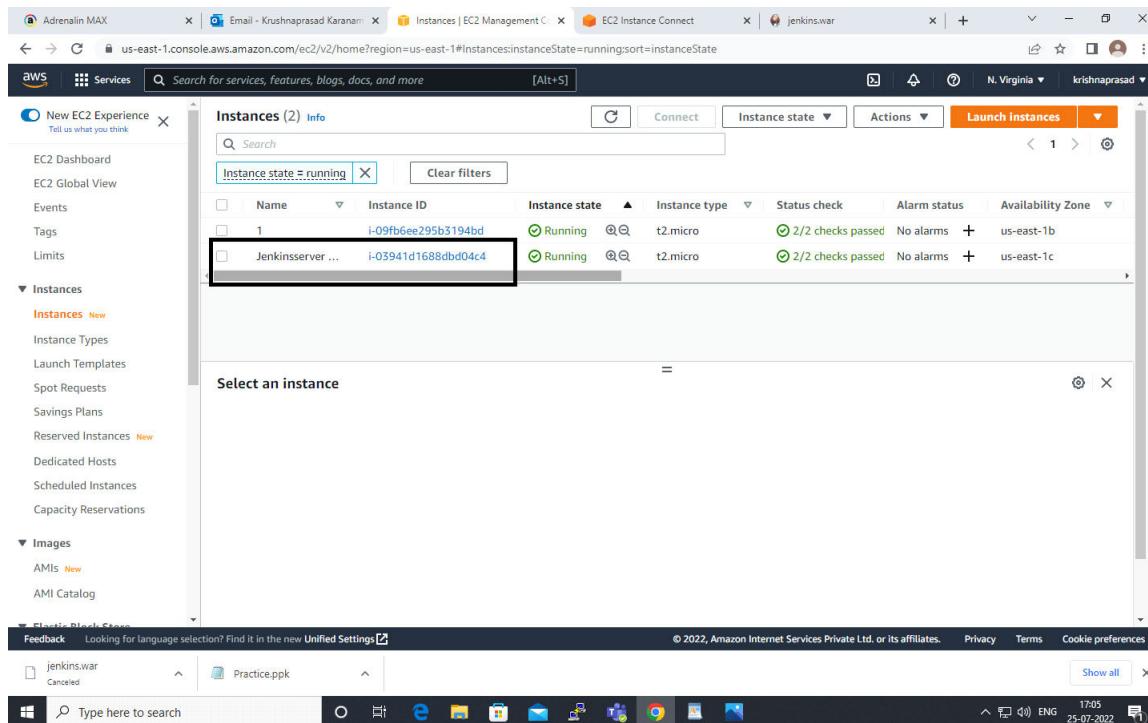 Adrenalin MAX
Email - Krushnaprasad Karanam
Instances | EC2 Management C
EC2 Instance Connect
jenkins.war
us-east-1.console.aws.amazon.com/ec2/v2/home?region=us-east-1#Instances:instanceState=running;sort=instanceState
aws Services Search for services, features, blogs, docs, and more [Alt+S] N. Virginia ▼ krishnaprasad ▼
New EC2 Experience
Tell us what you think
EC2 Dashboard
EC2 Global View
Events
Tags
Limits
Instances
Instances New
Instance Types
Launch Templates
Spot Requests
Savings Plans
Reserved Instances New
Dedicated Hosts
Scheduled Instances
Capacity Reservations
Images
AMIs New
AMI Catalog
Elastic Block Store
Instances (2) Info Connect Instance state ▼ Actions ▼ Launch instances ▼
Search < 1 >
Instance state = running Clear filters
Name Instance ID Instance state Instance type Status check Alarm status Availability Zone
1 i-09fb6ee295b3194bd Running t2.micro 2/2 checks passed No alarms + us-east-1b
Jenkinsserver ... i-03941d1688dbd04c4 Running t2.micro 2/2 checks passed No alarms + us-east-1c
Select an instance
Feedback Looking for language selection? Find it in the new Unified Settings © 2022, Amazon Internet Services Private Ltd. or its affiliates. Privacy Terms Cookie preferences
jenkins.war
Canceled
Practice.ppk
Show all
Type here to search
ENG
17:05
25-07-2022